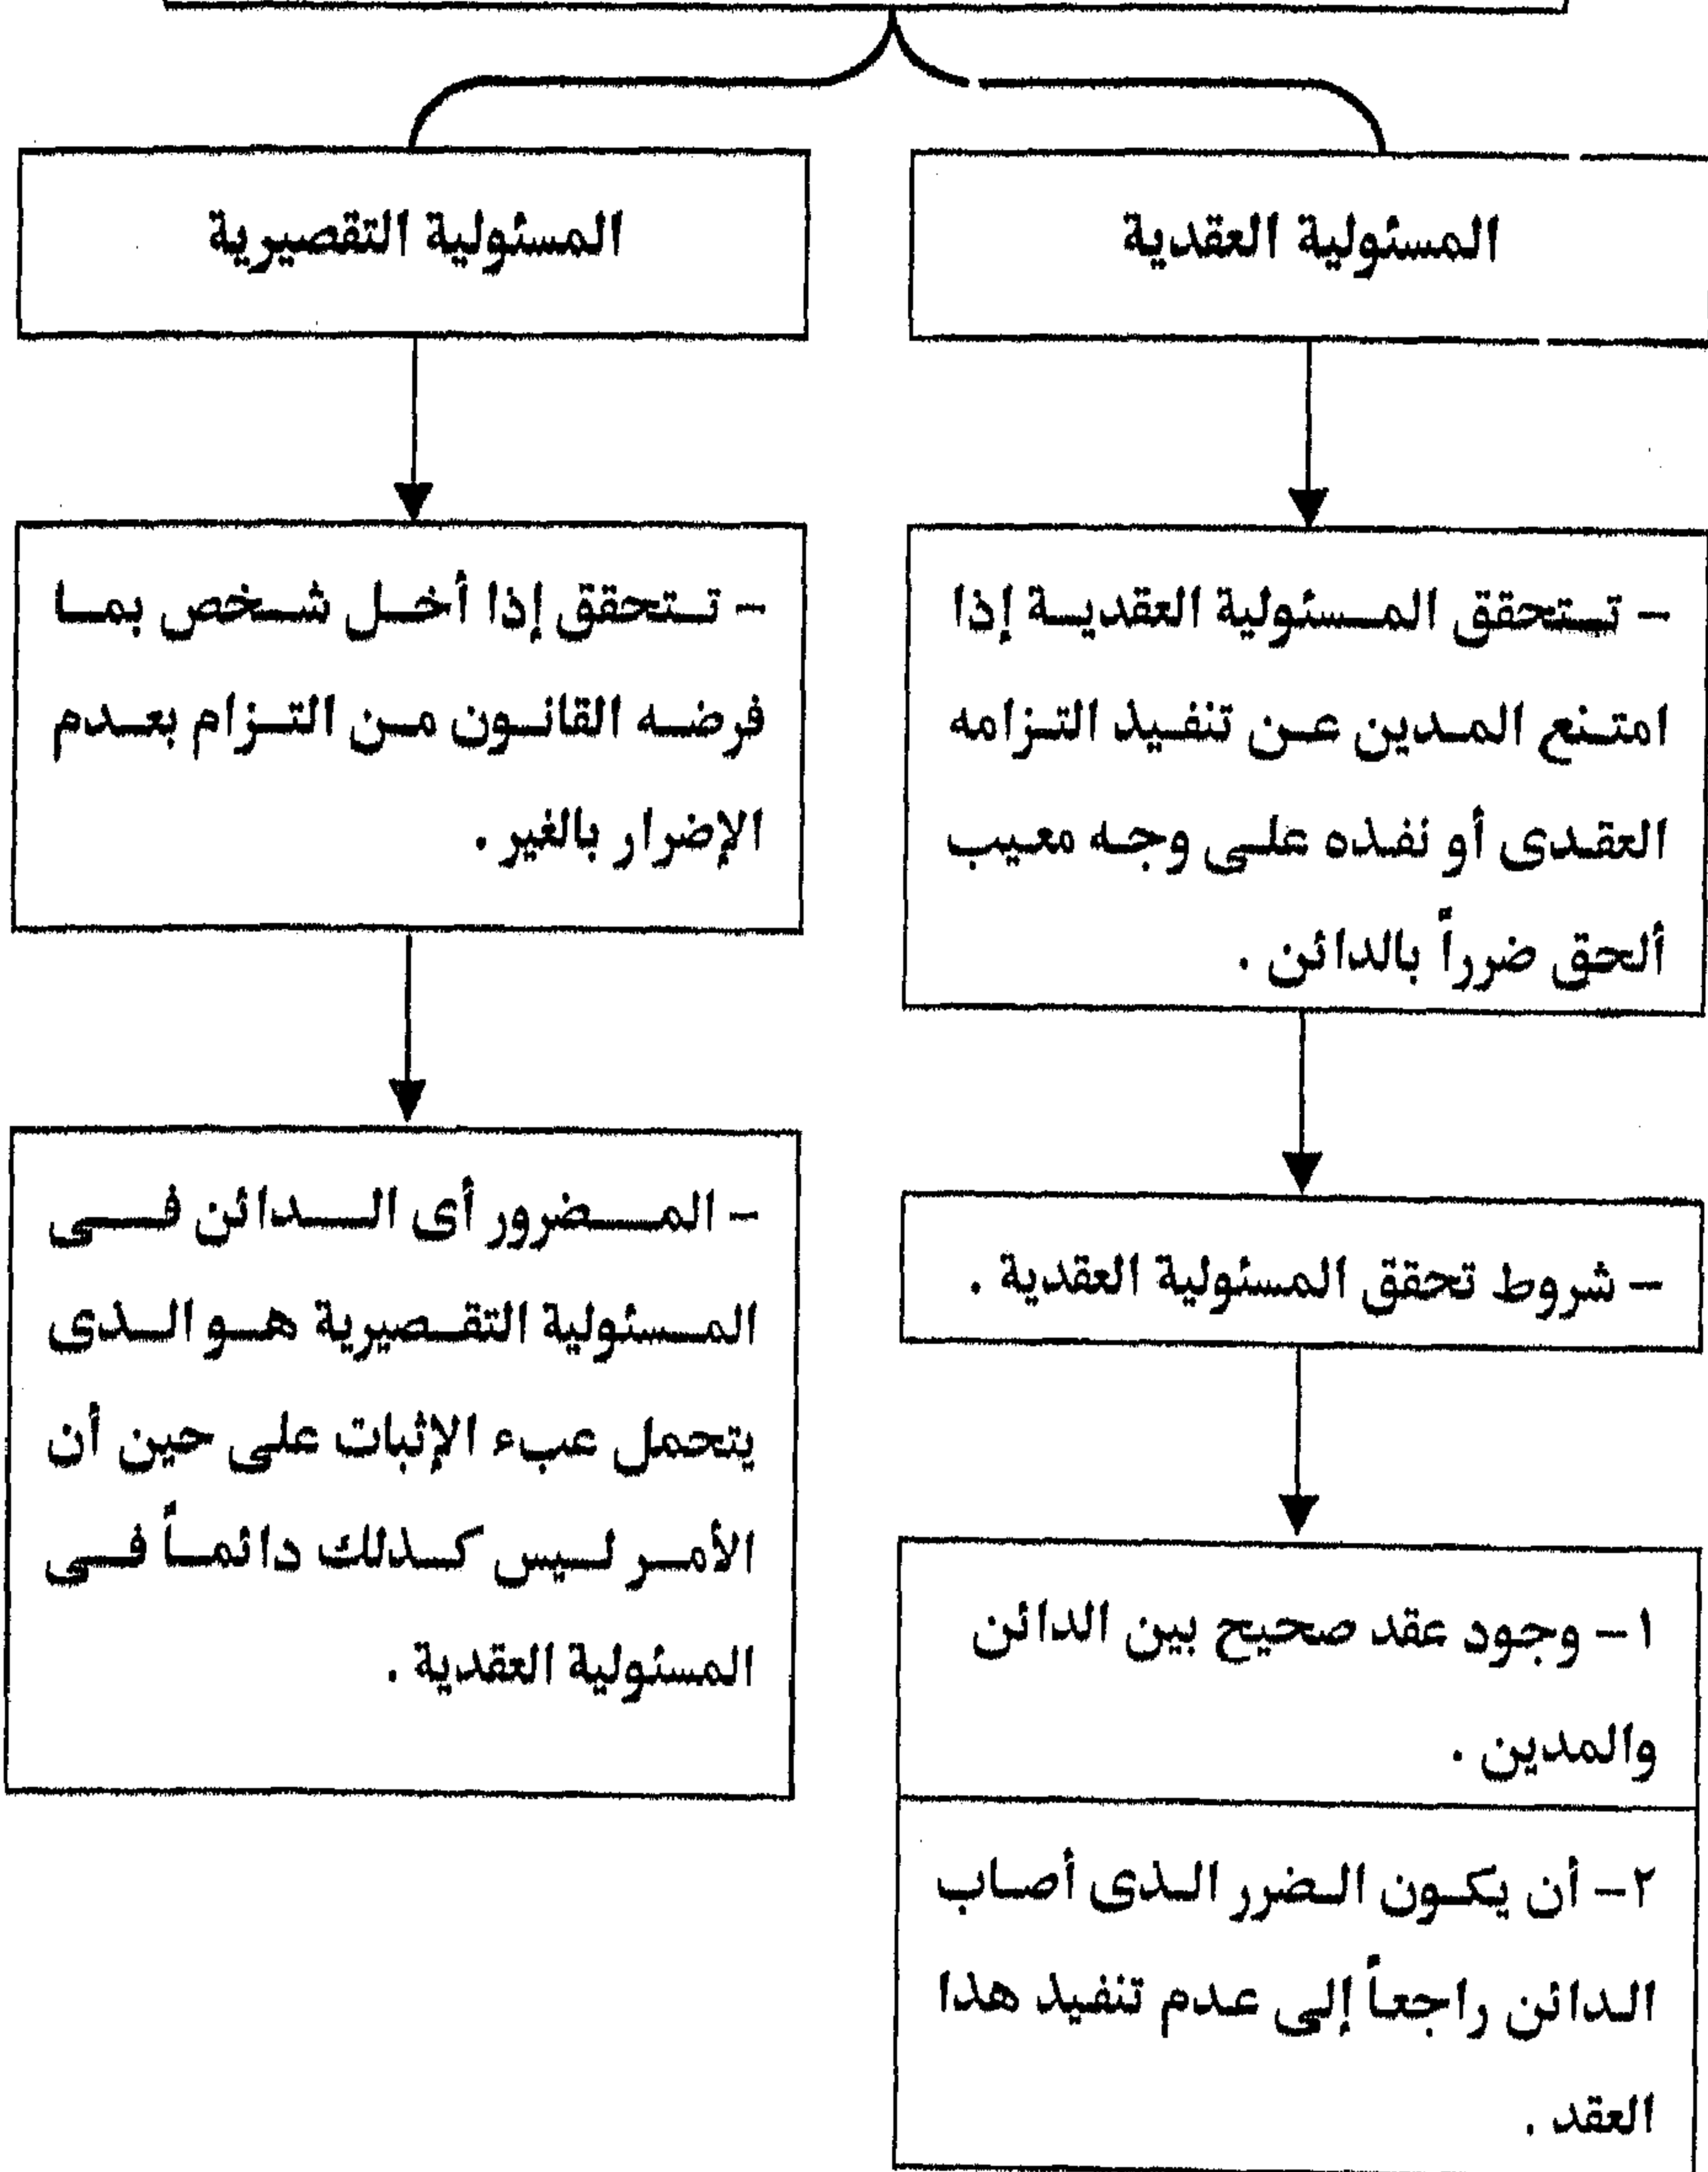 المسئولية العقدية
– تتحقق المسئولية العقدية إذا
امتنع المدين عن تنفيذ التزامه
العقدى أو نفذه على وجه معيب
ألحق ضرراً بالدائن .
– شروط تحقق المسئولية العقدية .
١– وجود عقد صحيح بين الدائن
والمدين .
٢– أن يكون الضرر الذى أصاب
الدائن راجعاً إلى عدم تنفيذ هذا
العقد .
المسئولية التقصيرية
– تتحقق إذا أخل شخص بما
فرضه القانون من التزام بعدم
الإضرار بالغير .
– المضرور أى الدائن فى
المسئولية التقصيرية هو الذى
يتحمل عبء الإثبات على حين أن
الأمر ليس كذلك دائماً فى
المسئولية العقدية .